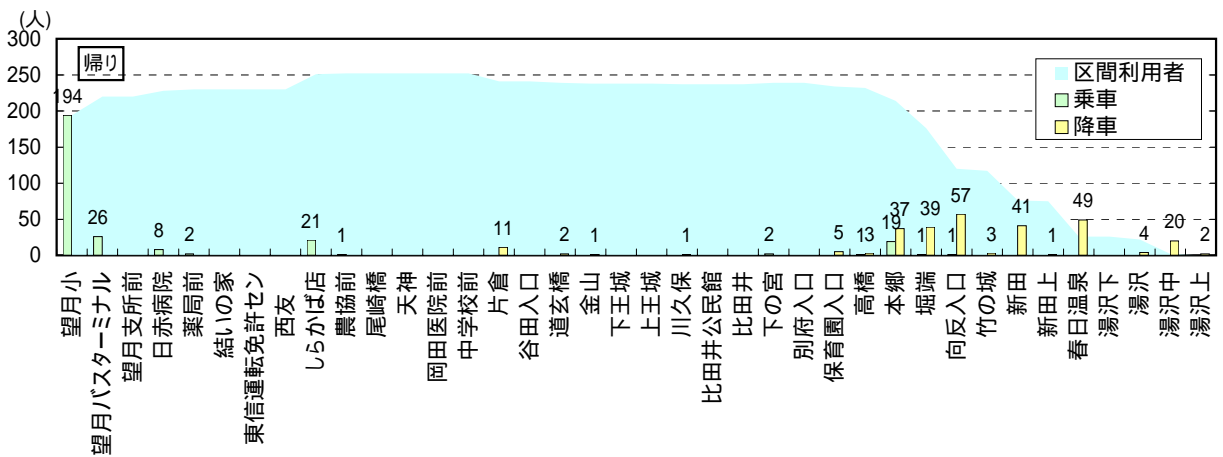 (人)
300
250
200
150
100
50
0
帰り
区間利用者
乗車
降車
194
26
8
2
21
1
11
2
1
1
2
5
13
19
37
1
39
1
57
3
41
1
49
4
20
2
望月小
望月バスターミナル
望月支所前
日赤病院
薬局前
結いの家
東信運転免許セン
西友
しらかば店
農協前
尾崎橋
天神
岡田医院前
中学校前
片倉
谷田入口
道玄橋
金山
下王城
上王城
川久保
比田井公民館
比田井
下の宮
別府入口
保育園入口
高橋
本郷
堀端
向反入口
竹の城
新田
新田上
春日温泉
湯沢下
湯沢
湯沢中
湯沢上